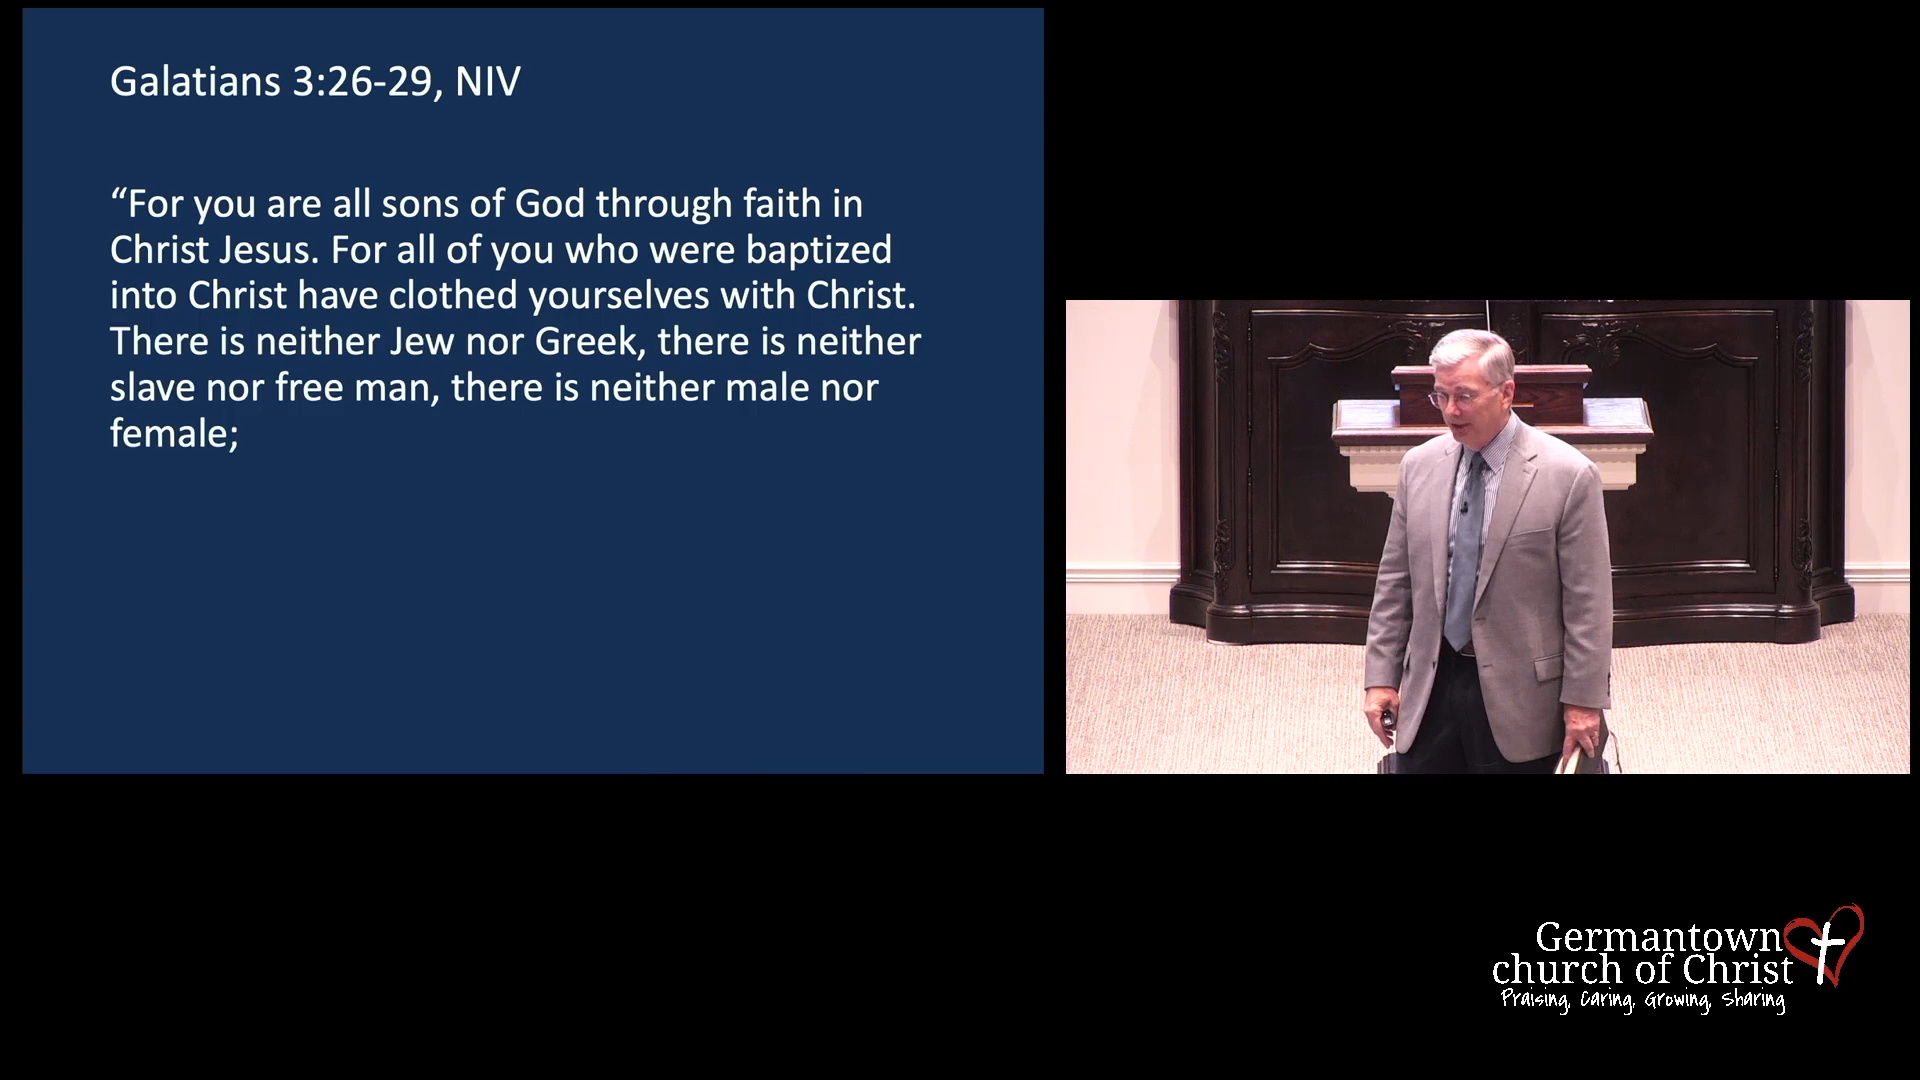 Galatians 3:26-29, NIV
“For you are all sons of God through faith in
Christ Jesus. For all of you who were baptized
into Christ have clothed yourselves with Christ.
There is neither Jew nor Greek, there is neither
slave nor free man, there is neither male nor
female;
Germantown
church of Christ
Praising, Caring, Growing, Sharing